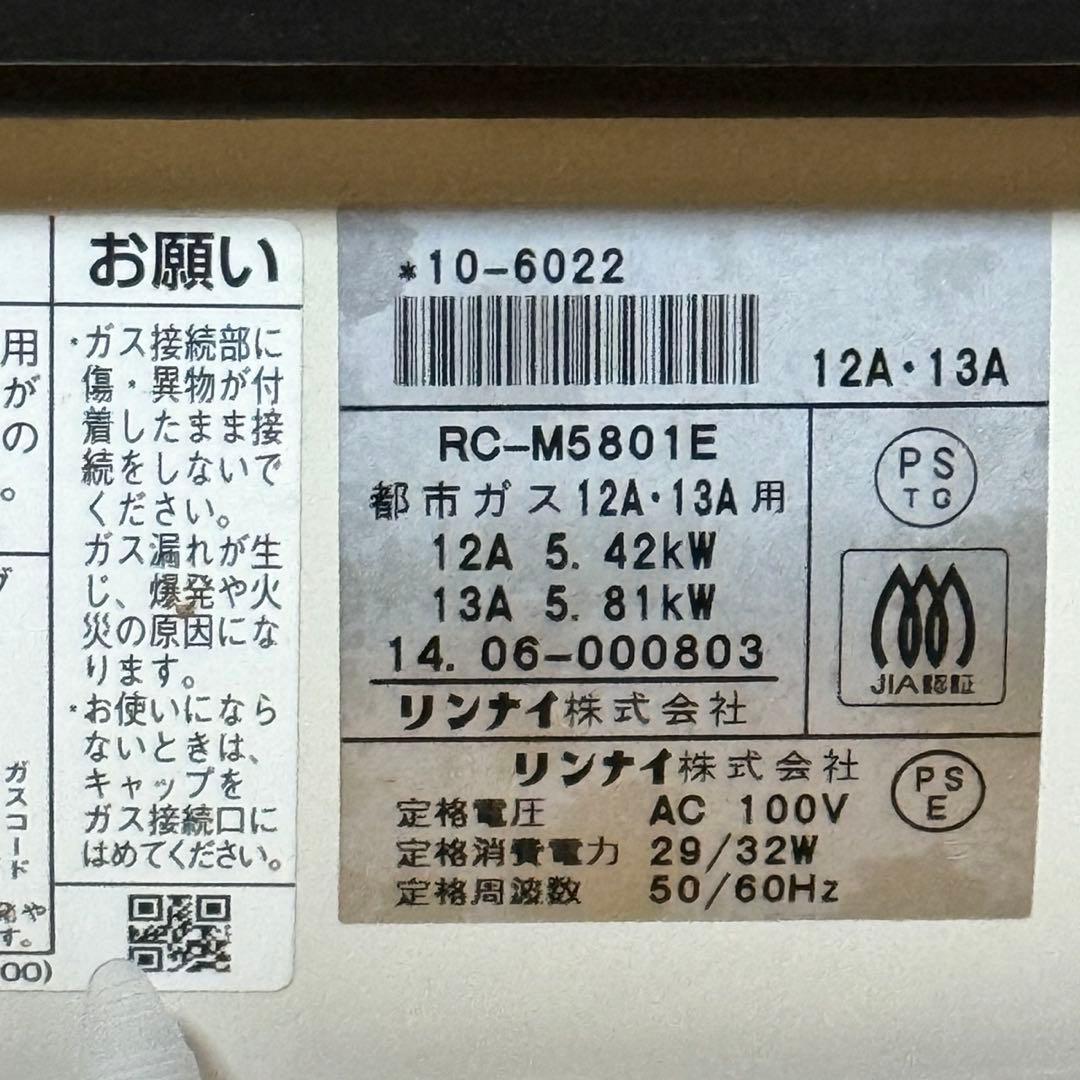 用
がの
。
お願い
・ガス接続部に
傷・異物が付
着したまま接
続をしないで
ください。
ガス漏れが生
じ、爆発や火
災の原因にな
ります。
・お使いになら
ないときは、
キャップを
ガス接続口に
はめてください。
ガスコード
や
す。
00)
*10-6022
12A・13A
RC-M5801E
都市ガス12A・13A用
12A 5.42kW
13A 5.81kW
14.06-000803
リンナイ株式会社
PS
TG
JIA認証
リンナイ株式会社
定格電圧 AC 100V
定格消費電力 29/32W
定格周波数 50/60Hz
PS
E